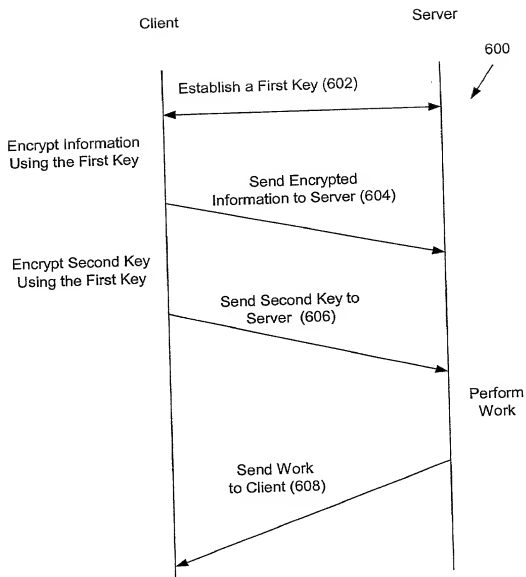 Client
Server
600
Establish a First Key (602)
Encrypt Information
Using the First Key
Send Encrypted
Information to Server (604)
Encrypt Second Key
Using the First Key
Send Second Key to
Server (606)
Perform
Work
Send Work
to Client (608)